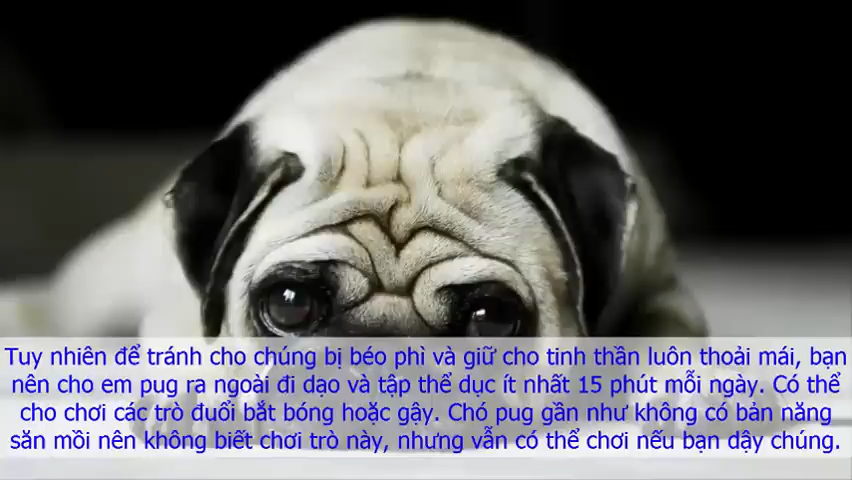 Tuy nhiên để tránh cho chúng bị béo phì và giữ cho tinh thần luôn thoải mái, bạn
nên cho em pug ra ngoài đi dạo và tập thể dục ít nhất 15 phút mỗi ngày. Có thể
cho chơi các trò đuổi bắt bóng hoặc gậy. Chó pug gần như không có bản năng
săn mồi nên không biết chơi trò này, nhưng vẫn có thể chơi nếu bạn dậy chúng.